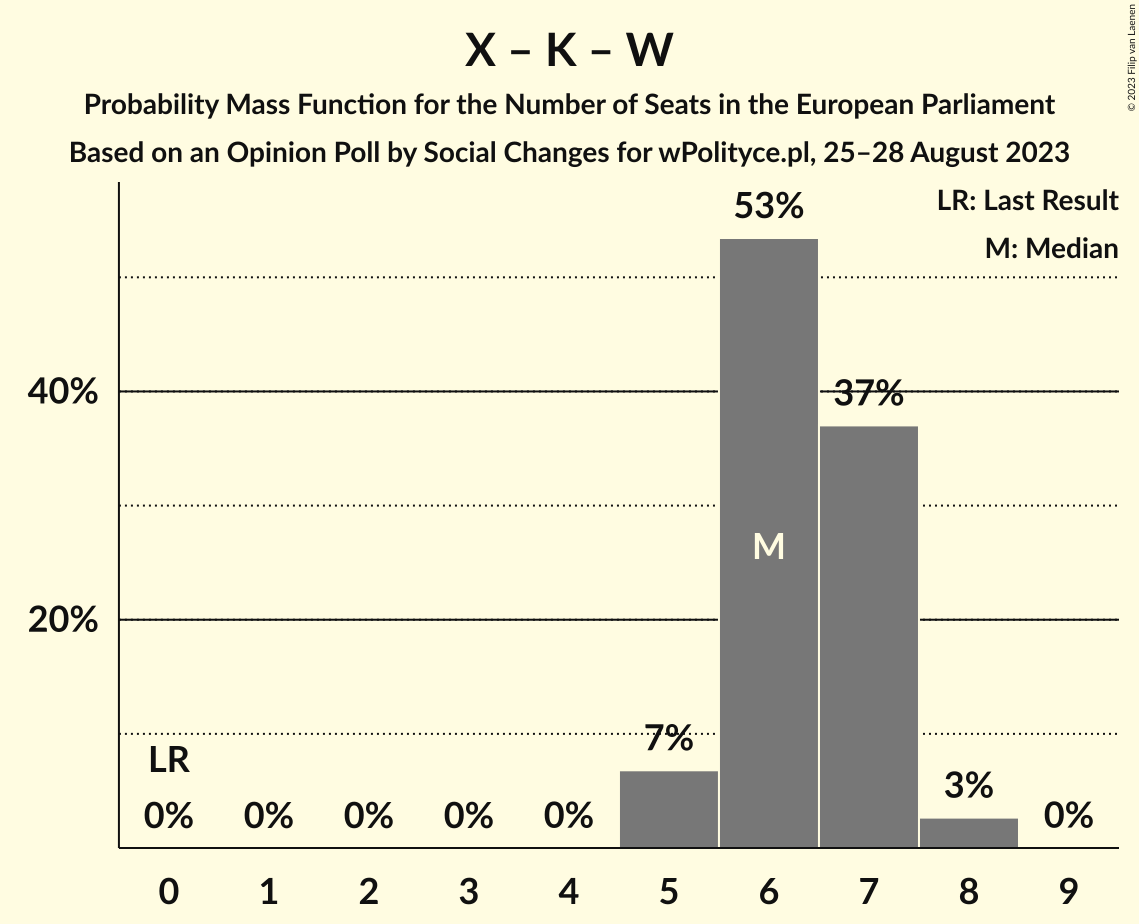 X – K – W
Probability Mass Function for the Number of Seats in the European Parliament
Based on an Opinion Poll by Social Changes for wPolityce.pl, 25–28 August 2023
© 2023 Filip van Laenen
LR: Last Result
M: Median
53%
40%
37%
M
20%
7%
LR
3%
0% 0% 0% 0% 0% 0%
0 1 2 3 4 5 6 7 8 9